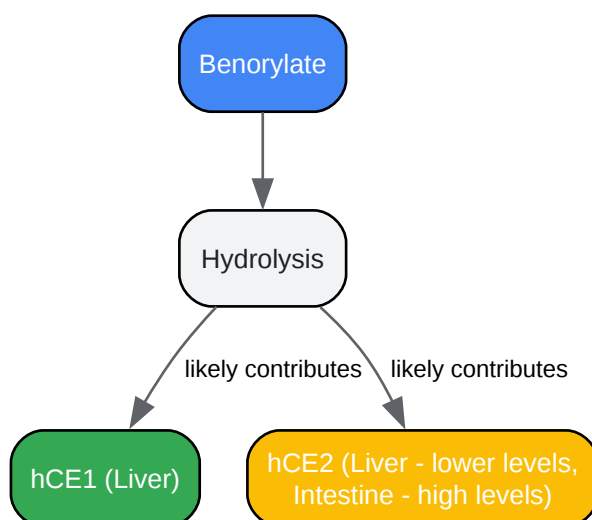 Benorylate
Hydrolysis
likely contributes
likely contributes
hCE1 (Liver)
hCE2 (Liver - lower levels,
Intestine - high levels)